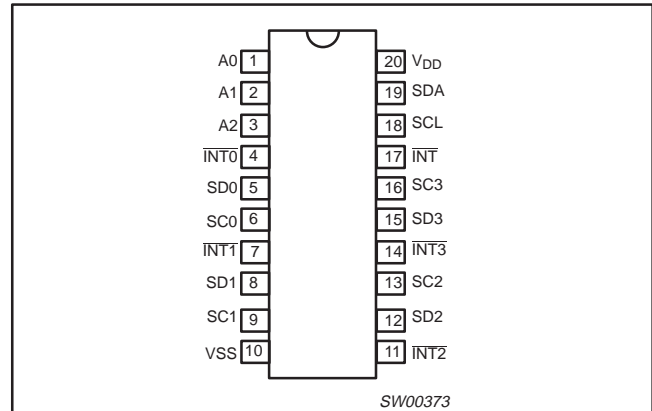 A0 1 20 VDD
A1 2 19 SDA
A2 3 18 SCL
INT0 4 17 INT
SD0 5 16 SC3
SC0 6 15 SD3
INT1 7 14 INT3
SD1 8 13 SC2
SC1 9 12 SD2
VSS 10 11 INT2
SW00373